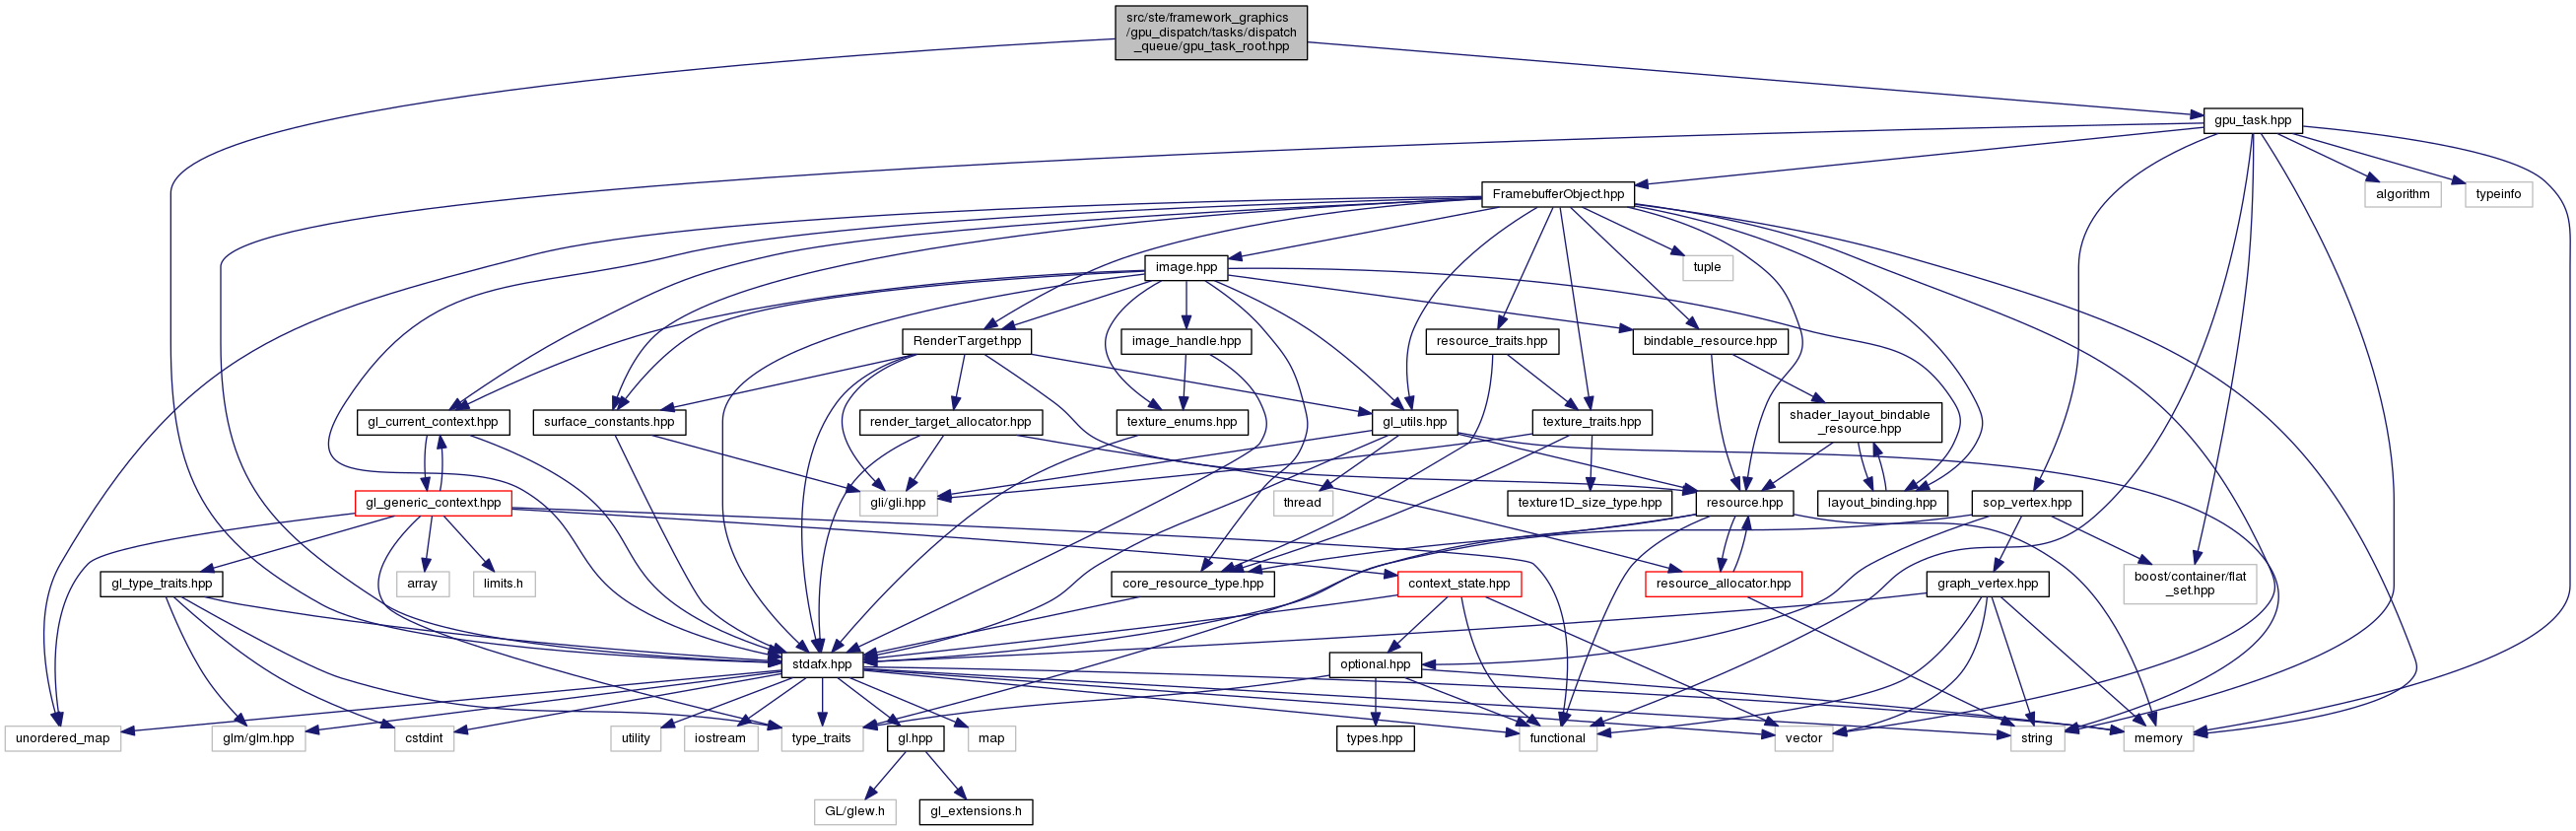 src/ste/framework_graphics
/gpu_dispatch/tasks/dispatch
_queue/gpu_task_root.hpp
gpu_task.hpp
FramebufferObject.hpp
algorithm
typeinfo
image.hpp
tuple
RenderTarget.hpp
image_handle.hpp
resource_traits.hpp
bindable_resource.hpp
gl_current_context.hpp
surface_constants.hpp
render_target_allocator.hpp
texture_enums.hpp
gl_utils.hpp
texture_traits.hpp
shader_layout_bindable
_resource.hpp
gl_generic_context.hpp
gli/gli.hpp
thread
texture1D_size_type.hpp
resource.hpp
layout_binding.hpp
sop_vertex.hpp
gl_type_traits.hpp
array
limits.h
core_resource_type.hpp
context_state.hpp
resource_allocator.hpp
graph_vertex.hpp
boost/container/flat
_set.hpp
stdafx.hpp
optional.hpp
unordered_map
glm/glm.hpp
cstdint
utility
iostream
type_traits
gl.hpp
map
types.hpp
functional
vector
string
memory
GL/glew.h
gl_extensions.h